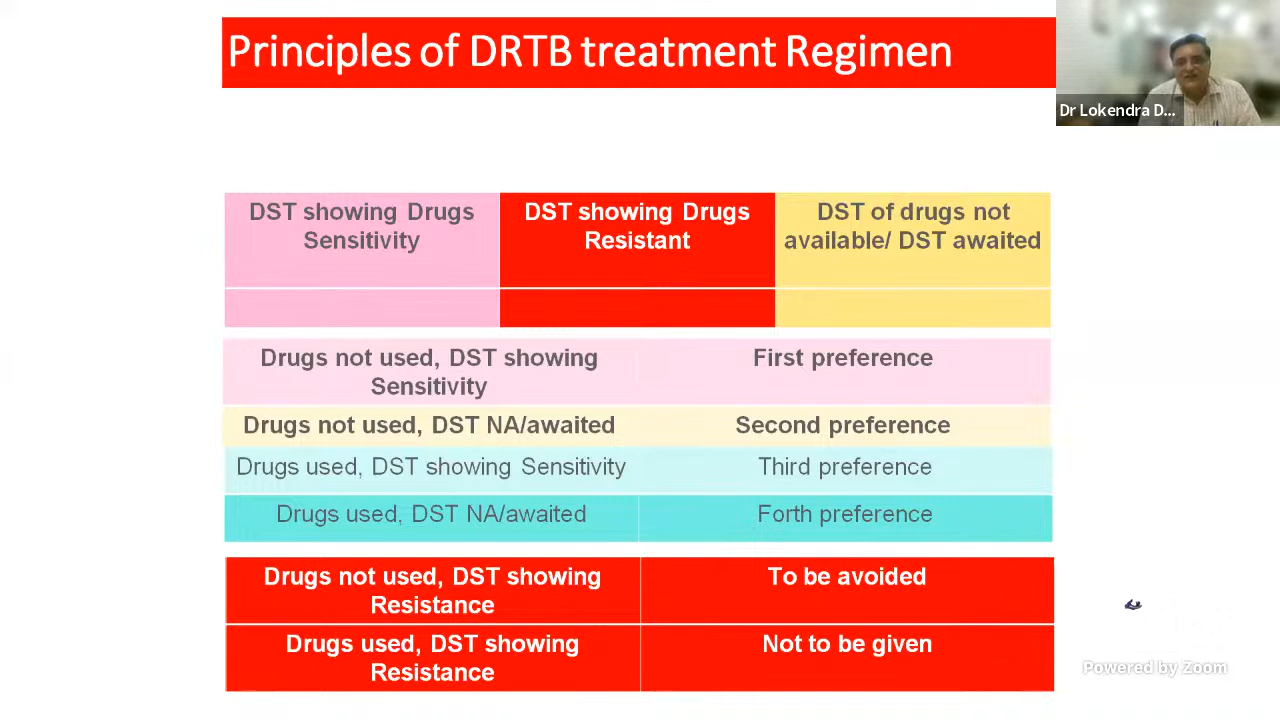 Principles of DRTB treatment Regimen
Dr Lokendra D...
DST showing Drugs
Sensitivity
DST showing Drugs
Resistant
DST of drugs not
available/ DST awaited
Drugs not used, DST showing
Sensitivity
First preference
Drugs not used, DST NA/awaited
Second preference
Drugs used, DST showing Sensitivity
Third preference
Drugs used, DST NA/awaited
Forth preference
Drugs not used, DST showing
Resistance
To be avoided
Drugs used, DST showing
Resistance
Not to be given
Powered by Zoom